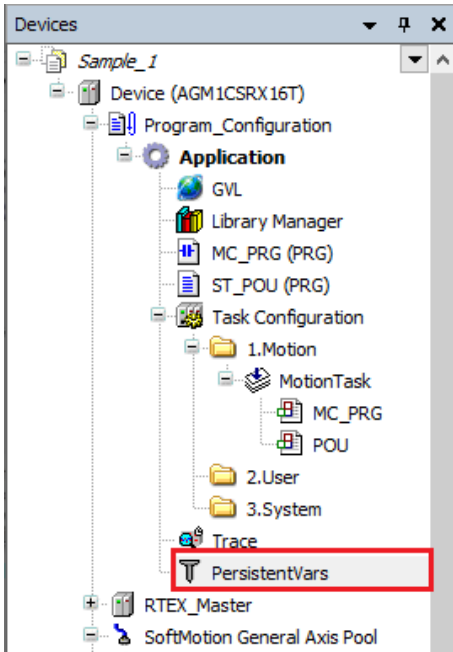 Devices
Sample_1
Device (AGM1CSRX16T)
Program_Configuration
Application
GVL
Library Manager
MC_PRG (PRG)
ST_POU (PRG)
Task Configuration
1.Motion
MotionTask
MC_PRG
POU
2.User
3.System
Trace
PersistentVars
RTEX_Master
SoftMotion General Axis Pool